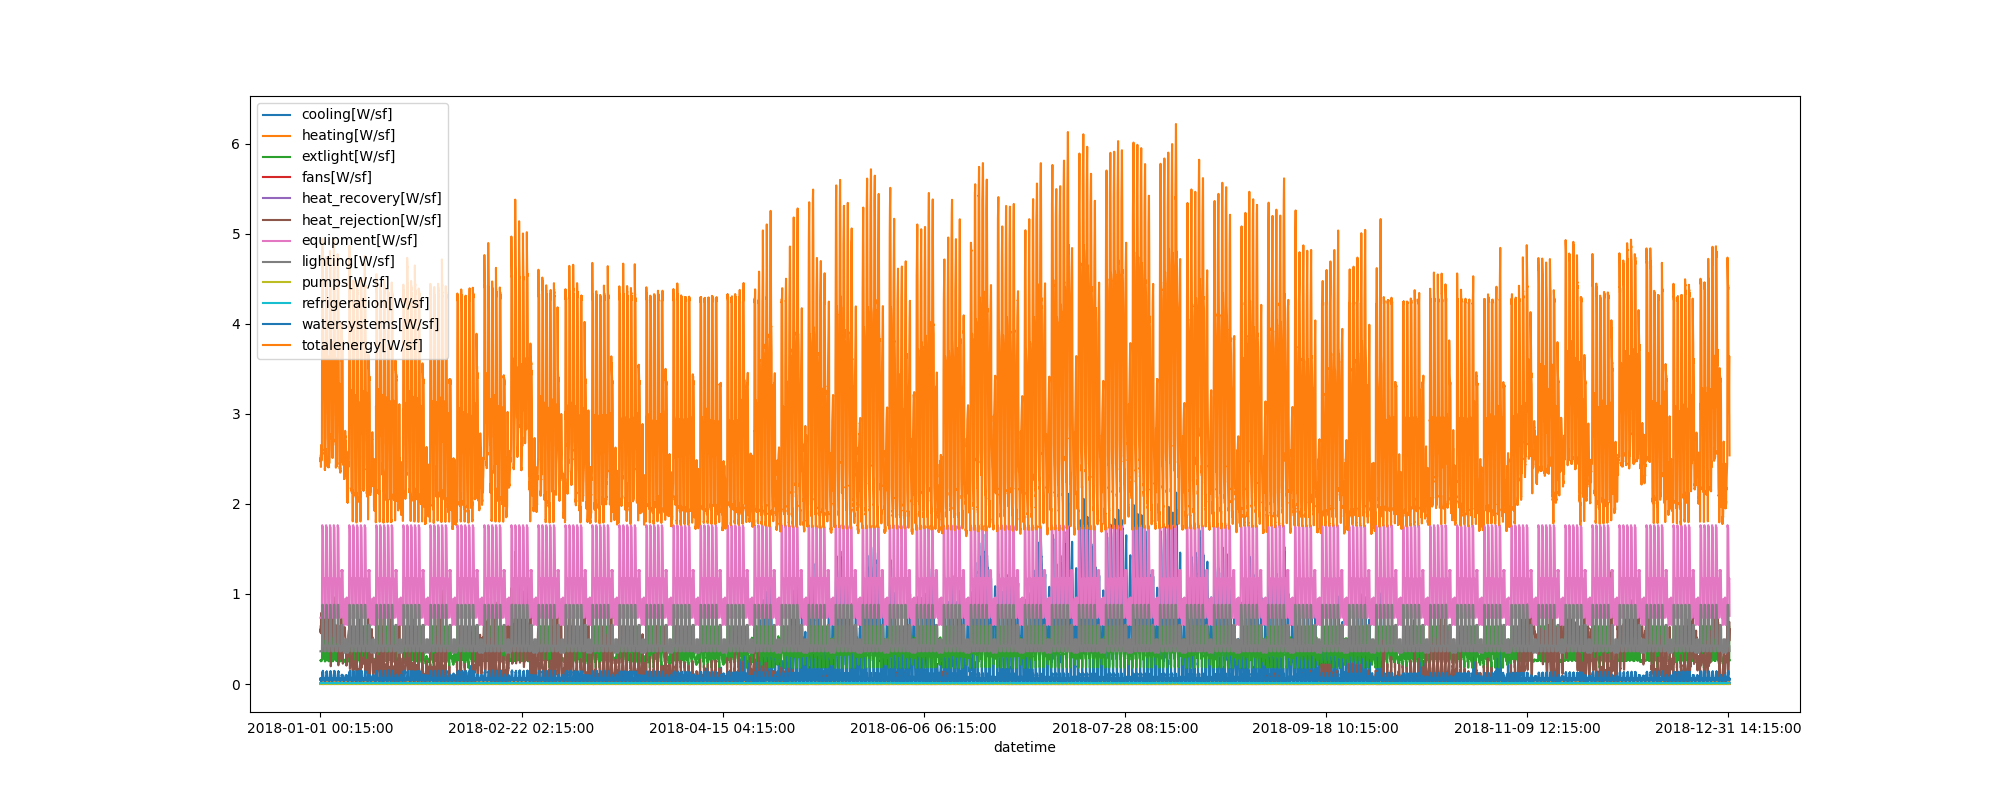 cooling[W/sf]
heating[W/sf]
extlight[W/sf]
fans[W/sf]
heat_recovery[W/sf]
heat_rejection[W/sf]
equipment[W/sf]
lighting[W/sf]
pumps[W/sf]
refrigeration[W/sf]
watersystems[W/sf]
totalenergy[W/sf]
6
5
4
3
2
1
0
2018-01-01 00:15:00 2018-02-22 02:15:00 2018-04-15 04:15:00 2018-06-06 06:15:00 2018-07-28 08:15:00 2018-09-18 10:15:00 2018-11-09 12:15:00 2018-12-31 14:15:00
datetime